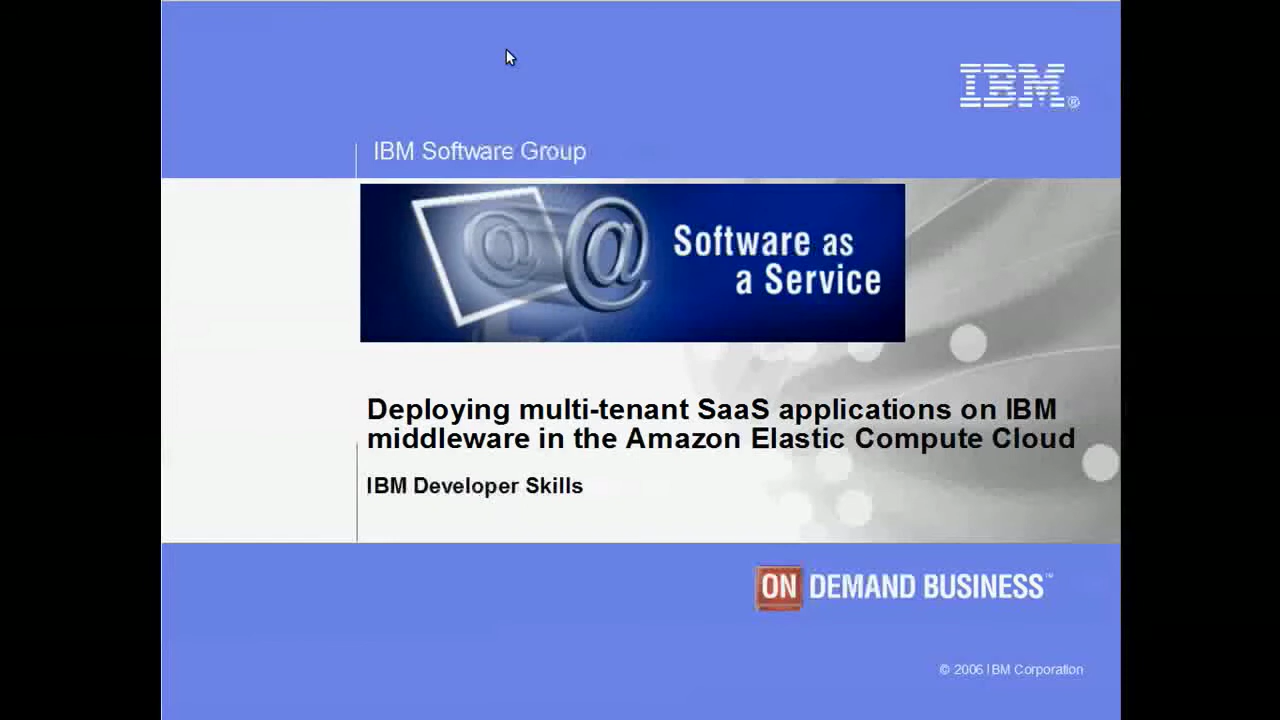 IBM®
IBM Software Group
Software as
a Service
Deploying multi-tenant SaaS applications on IBM
middleware in the Amazon Elastic Compute Cloud
IBM Developer Skills
ON DEMAND BUSINESS™
© 2006 IBM Corporation